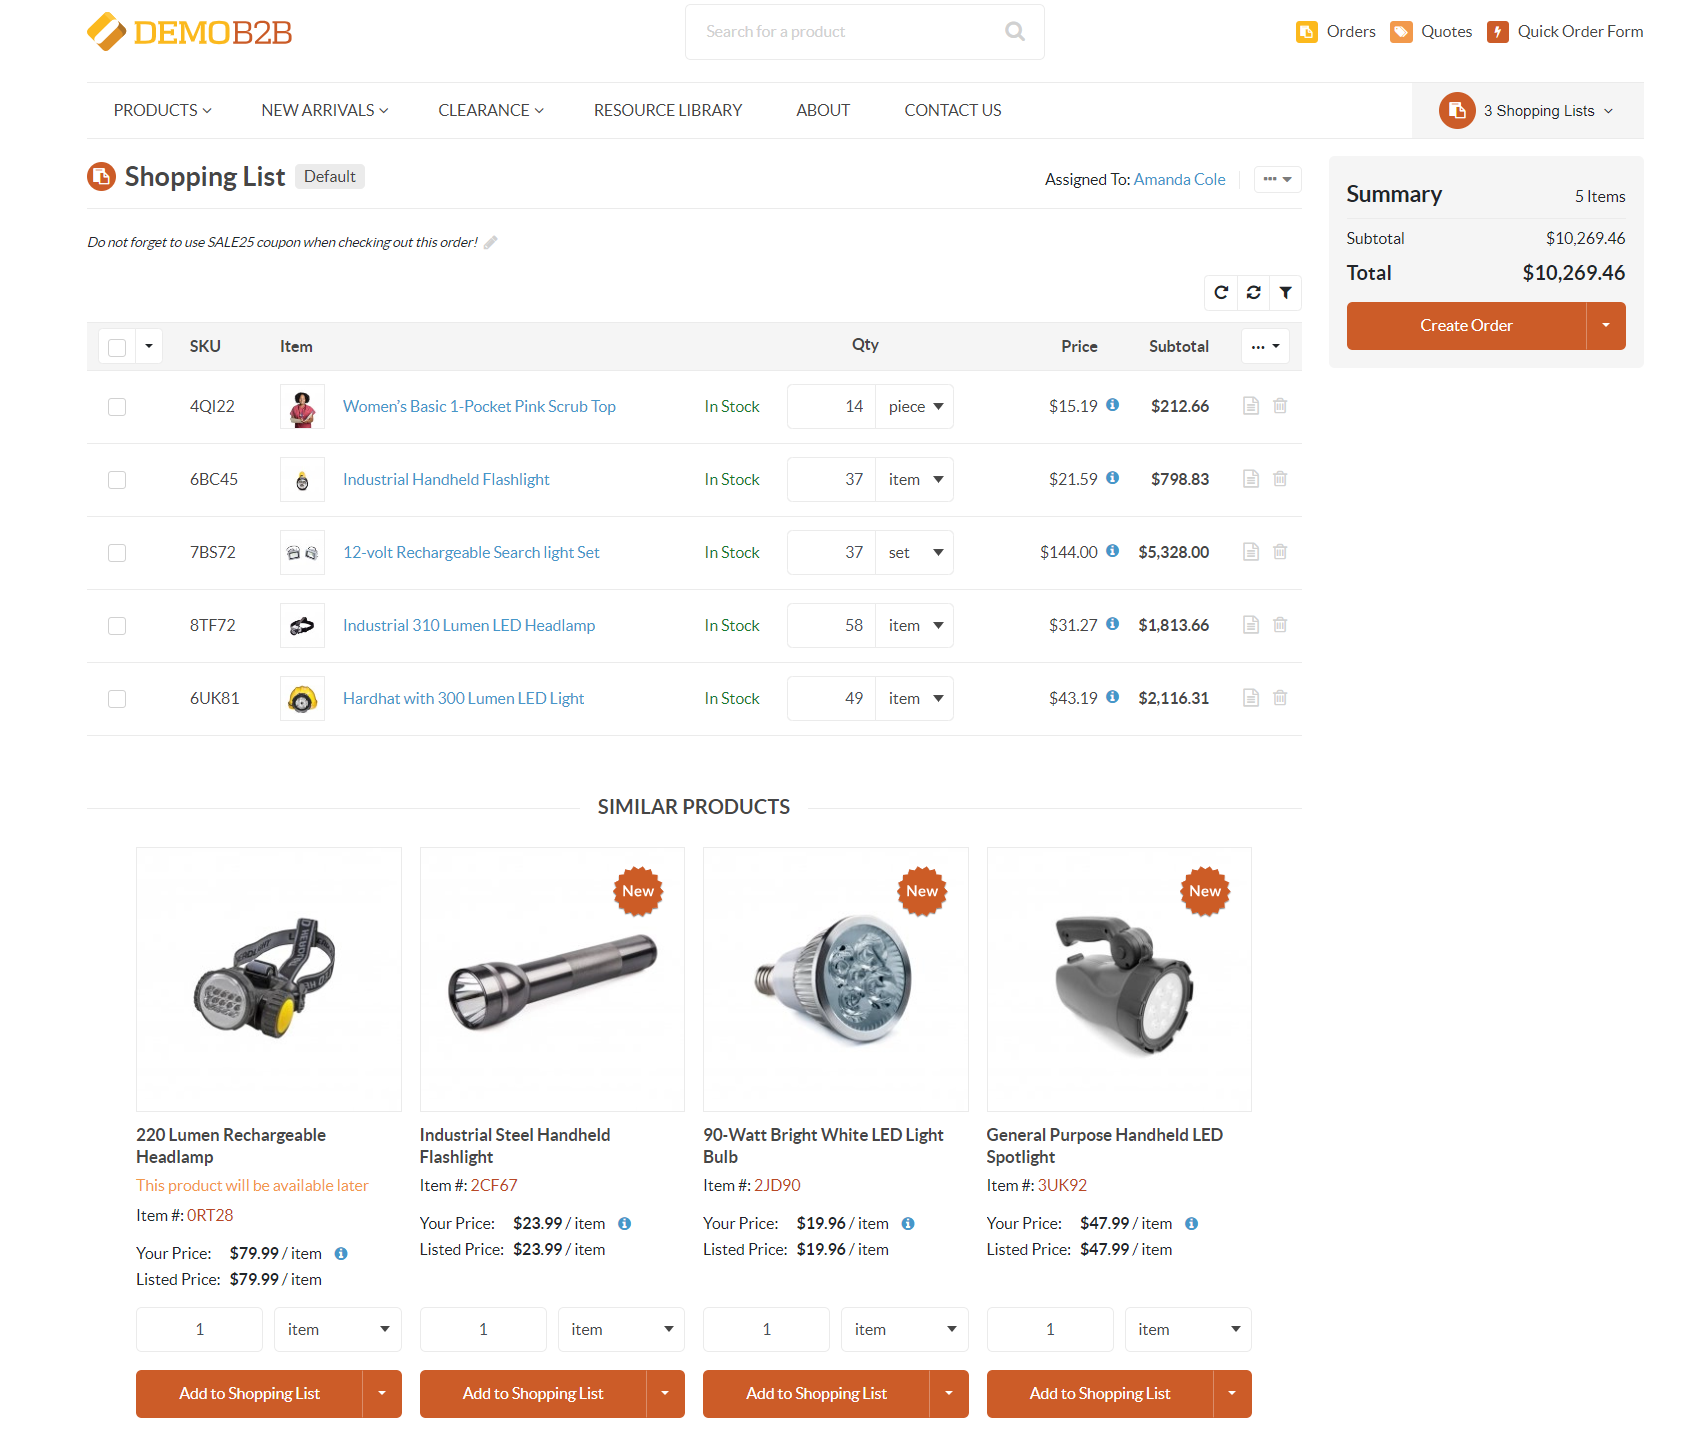 DEMOB2B
Search for a product
Orders Quotes Quick Order Form
PRODUCTS NEW ARRIVALS CLEARANCE RESOURCE LIBRARY ABOUT CONTACT US
3 Shopping Lists
Shopping List Default
Assigned To: Amanda Cole
Do not forget to use SALE25 coupon when checking out this order!
Summary 5 Items
Subtotal $10,269.46
Total $10,269.46
Create Order
SKU Item Qty Price Subtotal
4QI22 Women’s Basic 1-Pocket Pink Scrub Top In Stock 14 piece $15.19 $212.66
6BC45 Industrial Handheld Flashlight In Stock 37 item $21.59 $798.83
7BS72 12-volt Rechargeable Search light Set In Stock 37 set $144.00 $5,328.00
8TF72 Industrial 310 Lumen LED Headlamp In Stock 58 item $31.27 $1,813.66
6UK81 Hardhat with 300 Lumen LED Light In Stock 49 item $43.19 $2,116.31
SIMILAR PRODUCTS
220 Lumen Rechargeable
Headlamp
This product will be available later
Item #: 0RT28
Your Price: $79.99 / item
Listed Price: $79.99 / item
1 item
Add to Shopping List
New
Industrial Steel Handheld
Flashlight
Item #: 2CF67
Your Price: $23.99 / item
Listed Price: $23.99 / item
1 item
Add to Shopping List
New
90-Watt Bright White LED Light
Bulb
Item #: 2JD90
Your Price: $19.96 / item
Listed Price: $19.96 / item
1 item
Add to Shopping List
New
General Purpose Handheld LED
Spotlight
Item #: 3UK92
Your Price: $47.99 / item
Listed Price: $47.99 / item
1 item
Add to Shopping List